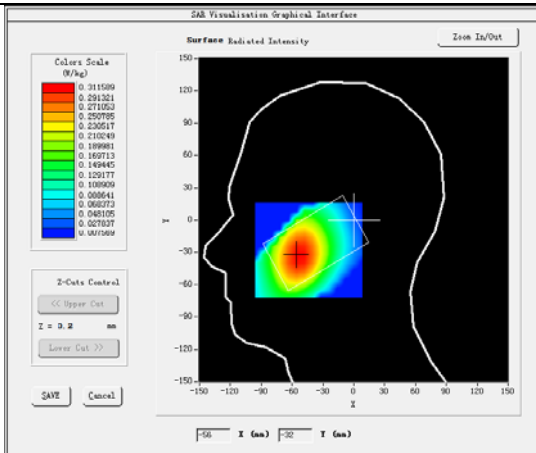 SAR Visualisation Graphical Interface
Surface Radiated Intensity
Zoom In/Out
Colors Scale
(W/kg)
0.311589
0.291321
0.271053
0.250785
0.230517
0.210249
0.189981
0.169713
0.149445
0.129177
0.108909
0.088641
0.068373
0.048105
0.027837
0.007569
Z-Cuts Control
<< Upper Cut
Z = 0.2 mm
Lower Cut >>
SAVE
Cancel
150
120
90
60
30
0
-30
-60
-90
-120
-150
Y
-150 -120 -90 -60 -30 0 30 60 90 120 150
X
-56 X (mm) -32 Y (mm)